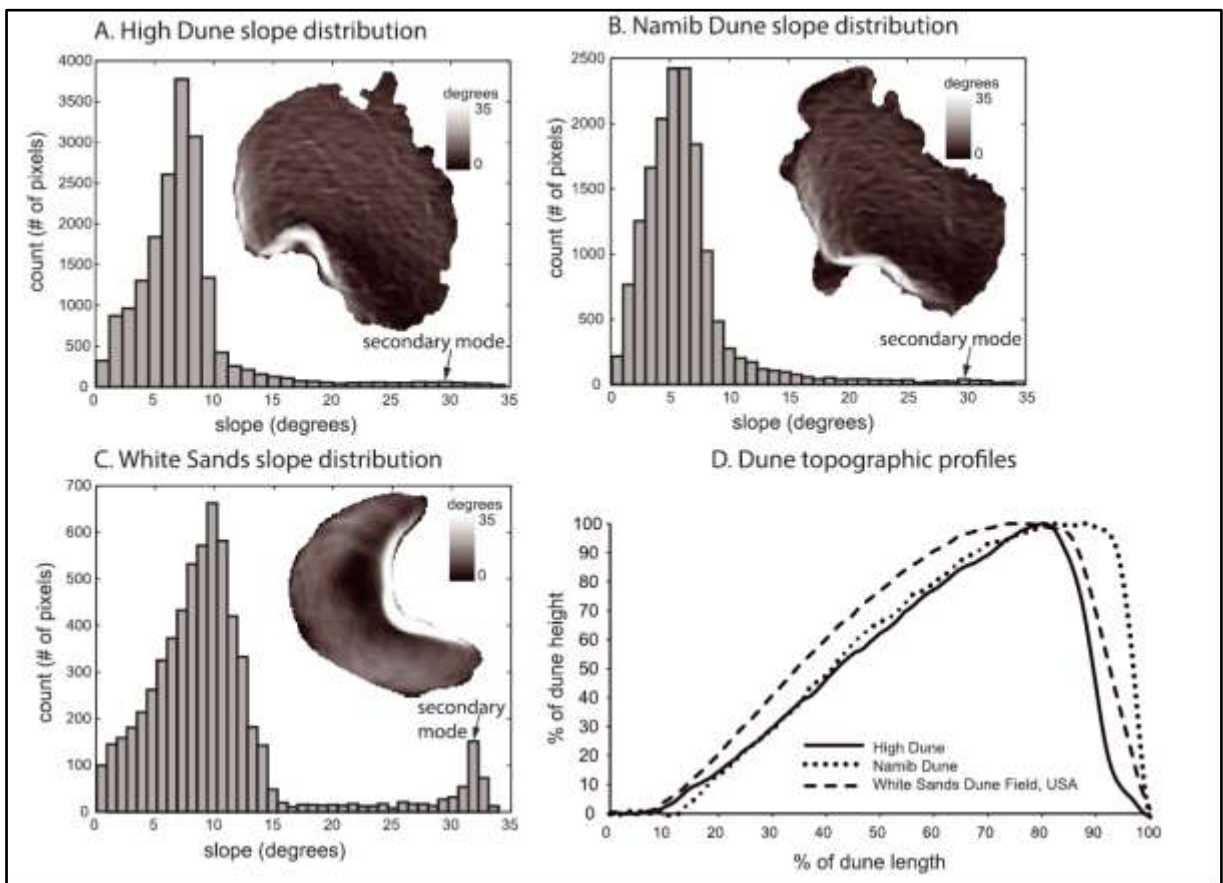 A. High Dune slope distribution
4000
3500
3000
2500
2000
1500
1000
500
0
count (# of pixels)
degrees
35
0
secondary mode
0 5 10 15 20 25 30 35
slope (degrees)
B. Namib Dune slope distribution
2500
2000
1500
1000
500
0
count (# of pixels)
degrees
35
0
secondary mode
0 5 10 15 20 25 30 35
slope (degrees)
C. White Sands slope distribution
700
600
500
400
300
200
100
0
count (# of pixels)
degrees
35
0
secondary
mode
0 5 10 15 20 25 30 35
slope (degrees)
D. Dune topographic profiles
100
90
80
70
60
50
40
30
20
10
0
% of dune height
High Dune
Namib Dune
White Sands Dune Field, USA
0 10 20 30 40 50 60 70 80 90 100
% of dune length